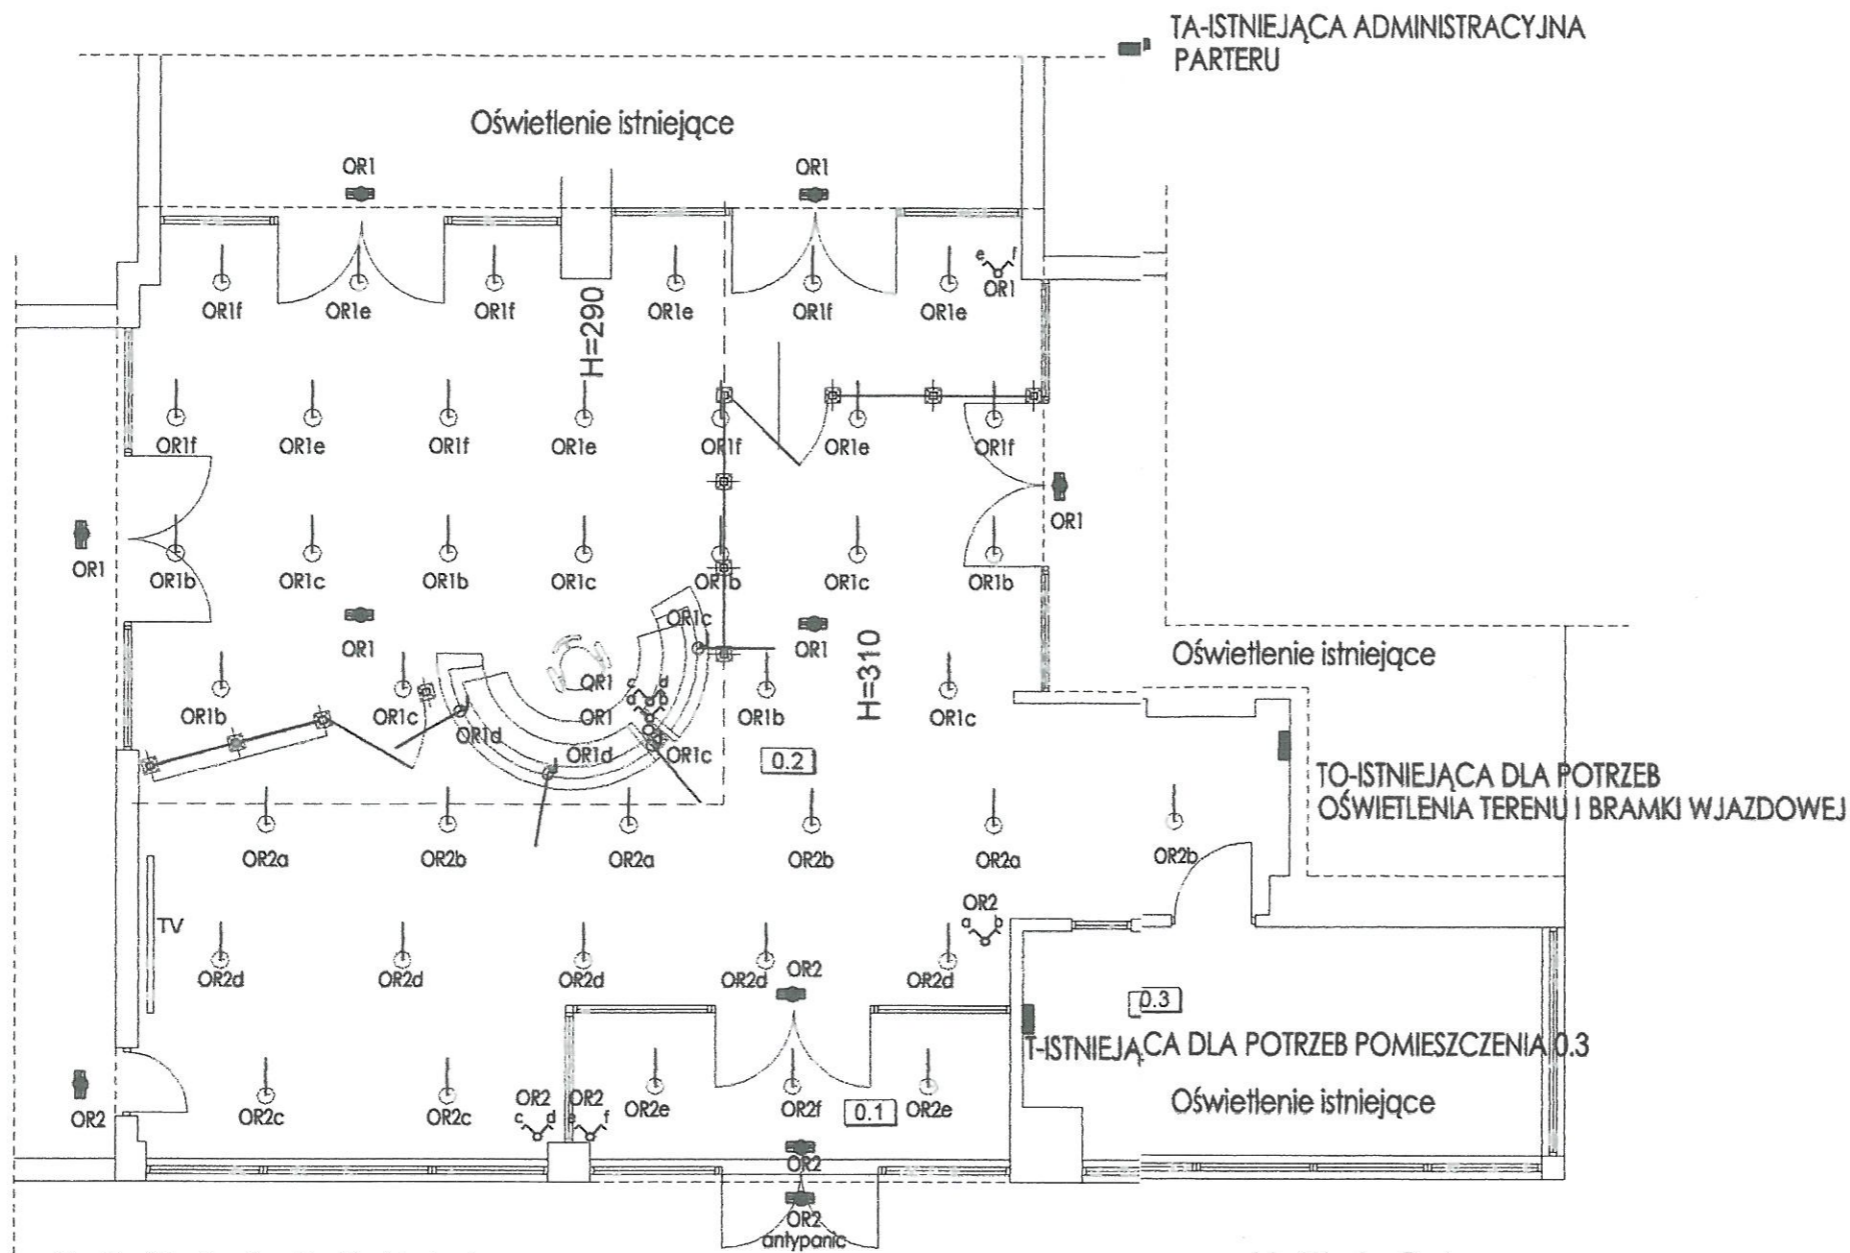 TA-ISTNIEJĄCA ADMINISTRACYJNA
PARTERU
Oświetlenie istniejące
OR1
OR1
e f
OR1
OR1f
OR1e
OR1f
OR1e
OR1f
OR1e
H=290
OR1f
OR1e
OR1f
OR1e
OR1f
OR1e
OR1f
OR1
OR1
OR1b
OR1c
OR1b
OR1c
OR1b
OR1c
OR1b
OR1c
OR1
OR1
H=310
Oświetlenie istniejące
OR1
c d
a b
OR1
OR1b
OR1c
OR1d
OR1d
OR1c
OR1b
OR1c
0.2
TO-ISTNIEJĄCA DLA POTRZEB
OŚWIETLENIA TERENU I BRAMKI WJAZDOWEJ
OR2a
OR2b
OR2a
OR2b
OR2a
OR2b
TV
OR2
a b
OR2d
OR2d
OR2d
OR2d
OR2
OR2d
0.3
T-ISTNIEJĄCA DLA POTRZEB POMIESZCZENIA 0.3
Oświetlenie istniejące
OR2
OR2c
OR2c
OR2
c d
OR2
e f
OR2e
OR2f
0.1
OR2e
OR2
OR2
antypanic